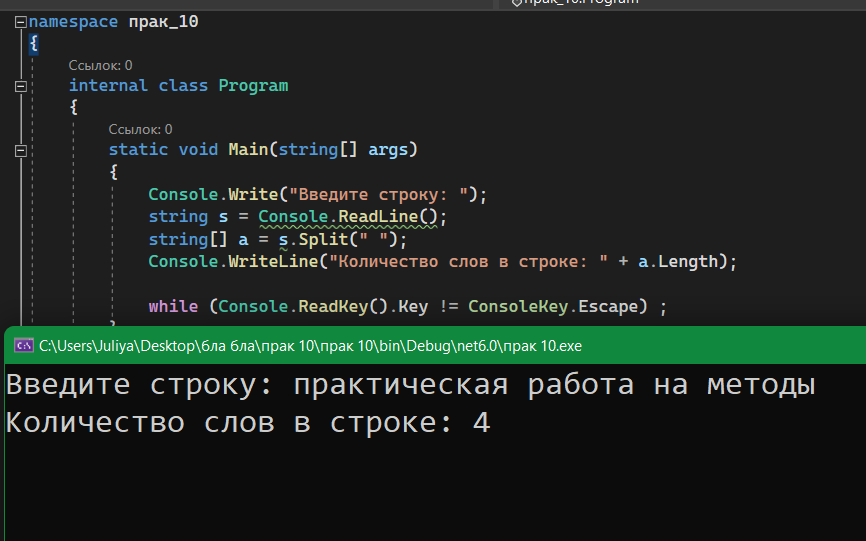 прак_10.Program
namespace прак_10
{
Ссылок: 0
internal class Program
{
Ссылок: 0
static void Main(string[] args)
{
Console.Write("Введите строку: ");
string s = Console.ReadLine();
string[] a = s.Split(" ");
Console.WriteLine("Количество слов в строке: " + a.Length);
while (Console.ReadKey().Key != ConsoleKey.Escape) ;
C:\Users\Juliya\Desktop\бла бла\прак 10\прак 10\bin\Debug\net6.0\прак 10.exe
Введите строку: практическая работа на методы
Количество слов в строке: 4